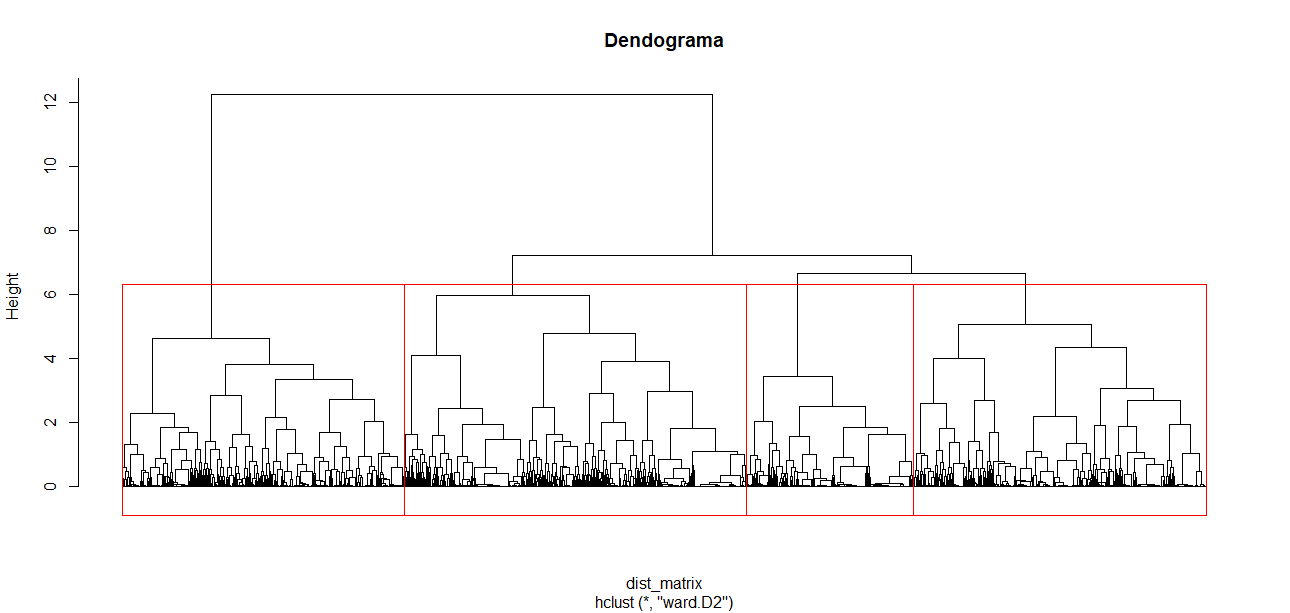 Dendograma
12
10
8
6
4
2
0
Height
dist_matrix
hclust (*, "ward.D2")